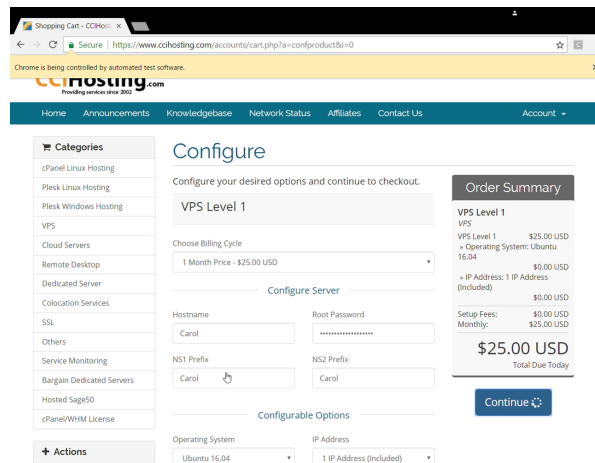 Shopping Cart - CCIHost
Secure | https://www.ccihosting.com/accounts/cart.php?a=confproduct&i=0
Chrome is being controlled by automated test software.
CCIHosting.com
Providing services since 2002
Home Announcements Knowledgebase Network Status Affiliates Contact Us Account
Categories
cPanel Linux Hosting
Plesk Linux Hosting
Plesk Windows Hosting
VPS
Cloud Servers
Remote Desktop
Dedicated Server
Colocation Services
SSL
Others
Service Monitoring
Bargain Dedicated Servers
Hosted Sage50
cPanel/WHM License
Actions
Configure
Configure your desired options and continue to checkout.
VPS Level 1
Choose Billing Cycle
1 Month Price - $25.00 USD
Configure Server
Hostname Root Password
Carol ••••••••••••••••••
NS1 Prefix NS2 Prefix
Carol Carol
Configurable Options
Operating System IP Address
Ubuntu 16.04 1 IP Address (Included)
Order Summary
VPS Level 1
VPS
VPS Level 1 $25.00 USD
» Operating System: Ubuntu
16.04
$0.00 USD
» IP Address: 1 IP Address
(Included)
$0.00 USD
Setup Fees: $0.00 USD
Monthly: $25.00 USD
$25.00 USD
Total Due Today
Continue